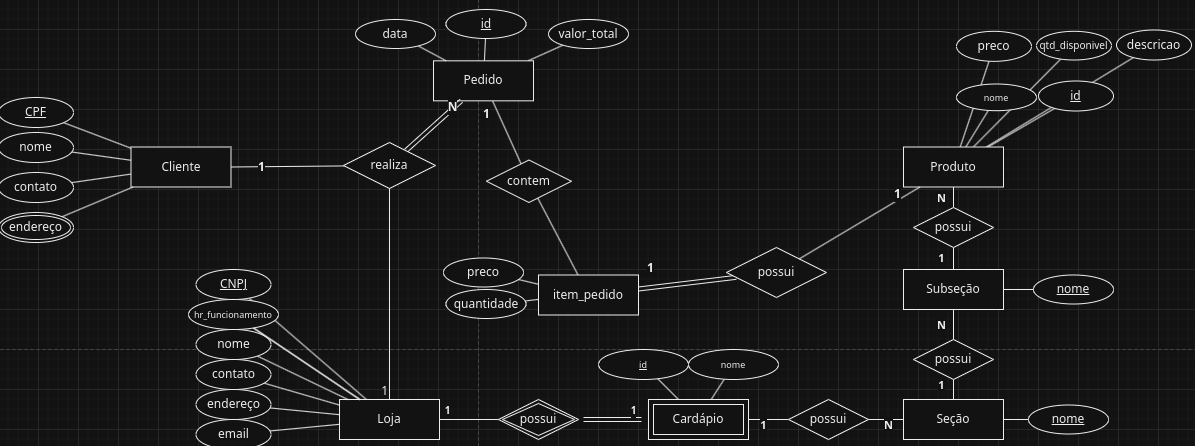 id
data
valor_total
preco
qtd_disponivel
descricao
Pedido
nome
id
N
1
CPF
nome
contato
endereço
Cliente
1
realiza
contem
Produto
1
N
possui
1
possui
1
preco
quantidade
item_pedido
Subseção
nome
CNPJ
hr_funcionamento
nome
contato
endereço
email
N
possui
1
id
nome
1
Loja
1
possui
1
Cardápio
1
possui
N
Seção
nome